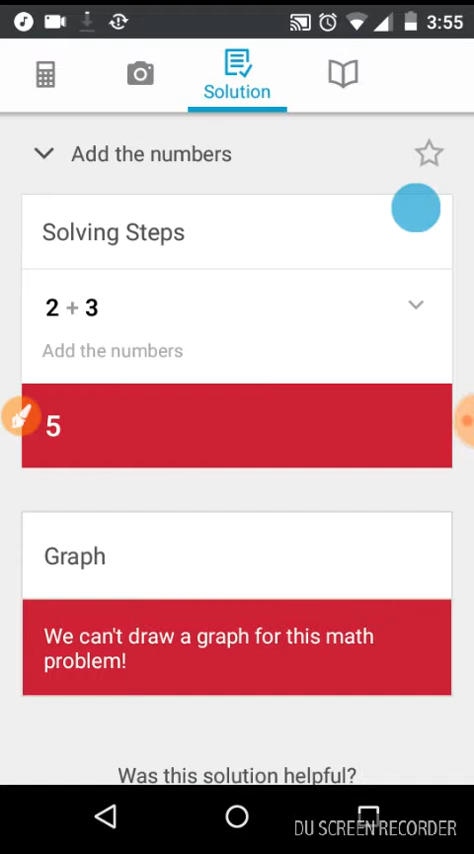 3:55
Solution
Add the numbers
Solving Steps
2 + 3
Add the numbers
5
Graph
We can't draw a graph for this math
problem!
Was this solution helpful?
DU SCREEN RECORDER